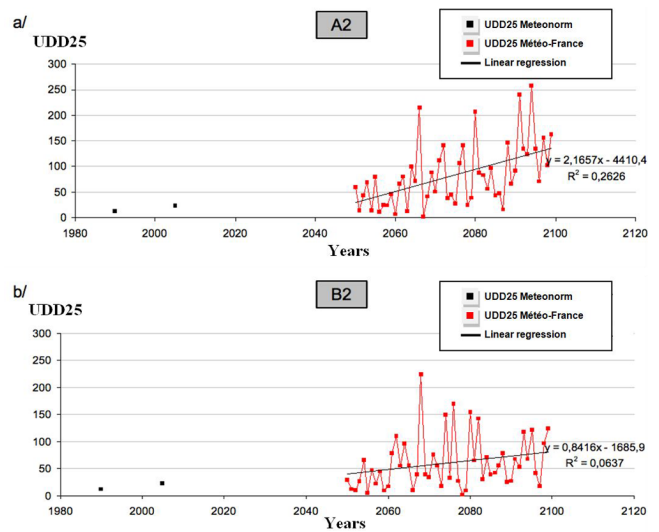 a/
A2
UDD25
UDD25 Meteonorm
UDD25 Météo-France
Linear regression
300
250
200
150
100
50
0
y = 2,1657x - 4410,4
R² = 0,2626
1980 2000 2020 2040 2060 2080 2100 2120
Years
b/
B2
UDD25
UDD25 Meteonorm
UDD25 Météo-France
Linear regression
300
250
200
150
100
50
0
y = 0,8416x - 1685,9
R² = 0,0637
1980 2000 2020 2040 2060 2080 2100 2120
Years